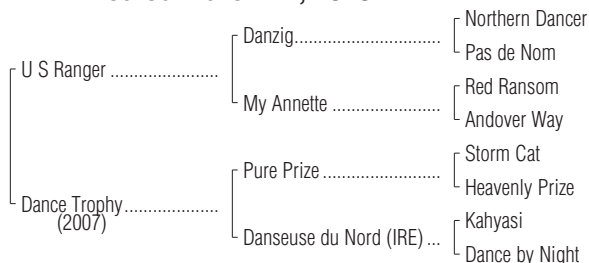 Northern Dancer
Danzig..............................
Pas de Nom
U S Ranger ......................
Red Ransom
My Annette ......................
Andover Way
Storm Cat
Pure Prize ........................
Heavenly Prize
Dance Trophy...................
(2007)
Kahyasi
Danseuse du Nord (IRE) ...
Dance by Night